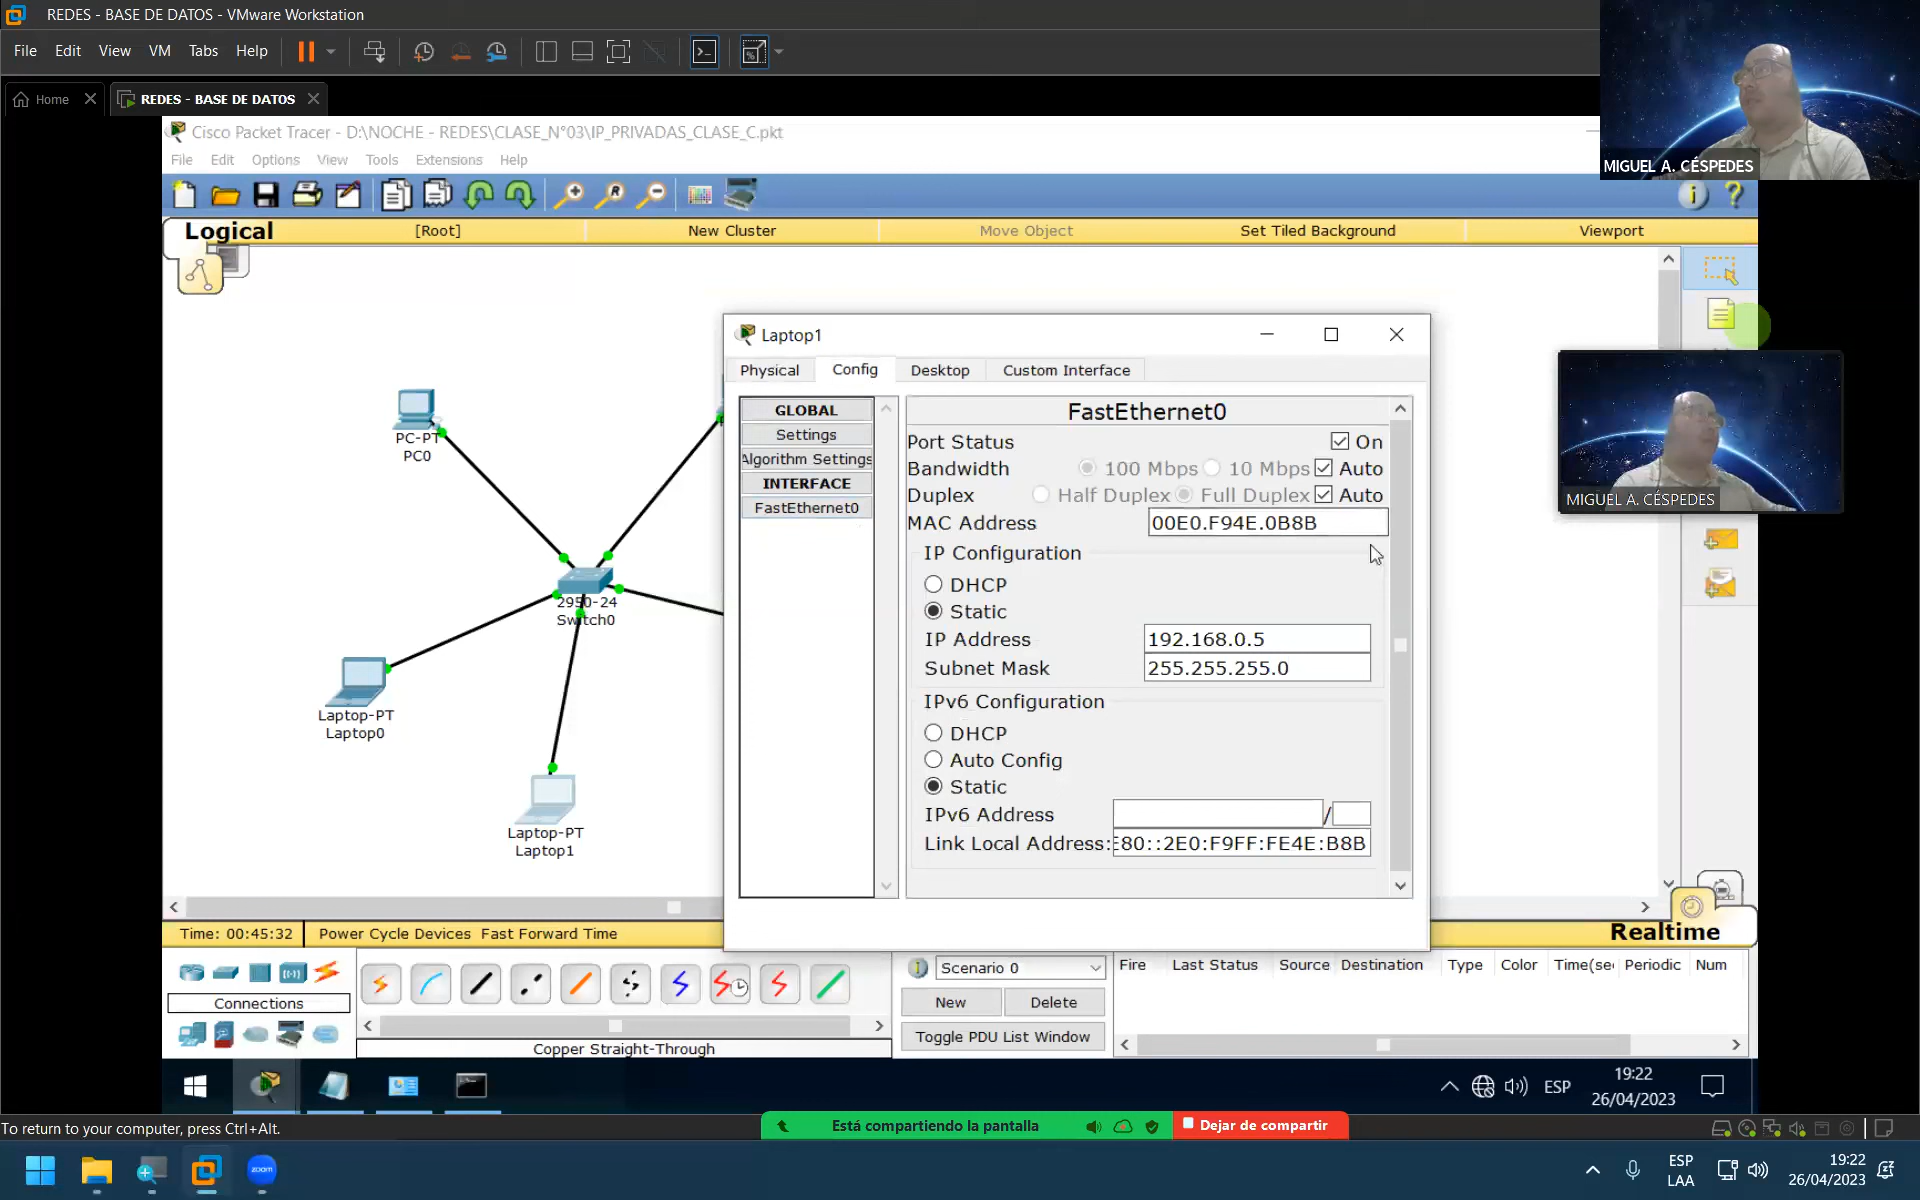 REDES - BASE DE DATOS - VMware Workstation
File Edit View VM Tabs Help
Home
REDES - BASE DE DATOS
MIGUEL A. CÉSPEDES
Cisco Packet Tracer - D:\NOCHE - REDES\CLASE_N°03\IP_PRIVADAS_CLASE_C.pkt
File Edit Options View Tools Extensions Help
Logical [Root] New Cluster Move Object Set Tiled Background Viewport
PC-PT
PC0
2950-24
Switch0
Laptop-PT
Laptop0
Laptop-PT
Laptop1
Laptop1
Physical Config Desktop Custom Interface
GLOBAL
Settings
Algorithm Settings
INTERFACE
FastEthernet0
FastEthernet0
Port Status On
Bandwidth 100 Mbps 10 Mbps Auto
Duplex Half Duplex Full Duplex Auto
MAC Address 00E0.F94E.0B8B
IP Configuration
DHCP
Static
IP Address 192.168.0.5
Subnet Mask 255.255.255.0
IPv6 Configuration
DHCP
Auto Config
Static
IPv6 Address /
Link Local Address: E80::2E0:F9FF:FE4E:B8B
MIGUEL A. CÉSPEDES
Time: 00:45:32 Power Cycle Devices Fast Forward Time Realtime
Connections
Copper Straight-Through
Scenario 0
New Delete
Toggle PDU List Window
Fire Last Status Source Destination Type Color Time(sec Periodic Num
ESP
19:22
26/04/2023
To return to your computer, press Ctrl+Alt.
Está compartiendo la pantalla
Dejar de compartir
zoom
ESP
LAA
19:22
26/04/2023